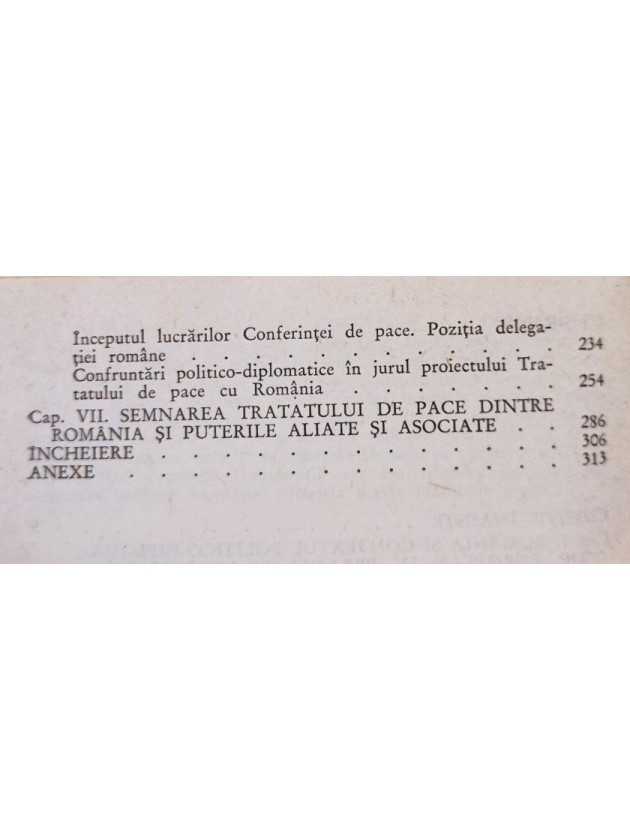 Începutul lucrărilor Conferinței de pace. Poziția delega-
ției române . . . . . . . . . . . . 234
Confruntări politico-diplomatice în jurul proiectului Tra-
tatului de pace cu România . . . . . . 254
Cap. VII. SEMNAREA TRATATULUI DE PACE DINTRE
ROMÂNIA ŞI PUTERILE ALIATE ŞI ASOCIATE . . 286
ÎNCHEIERE . . . . . . . . . . . . . 306
ANEXE . . . . . . . . . . . . . . 313